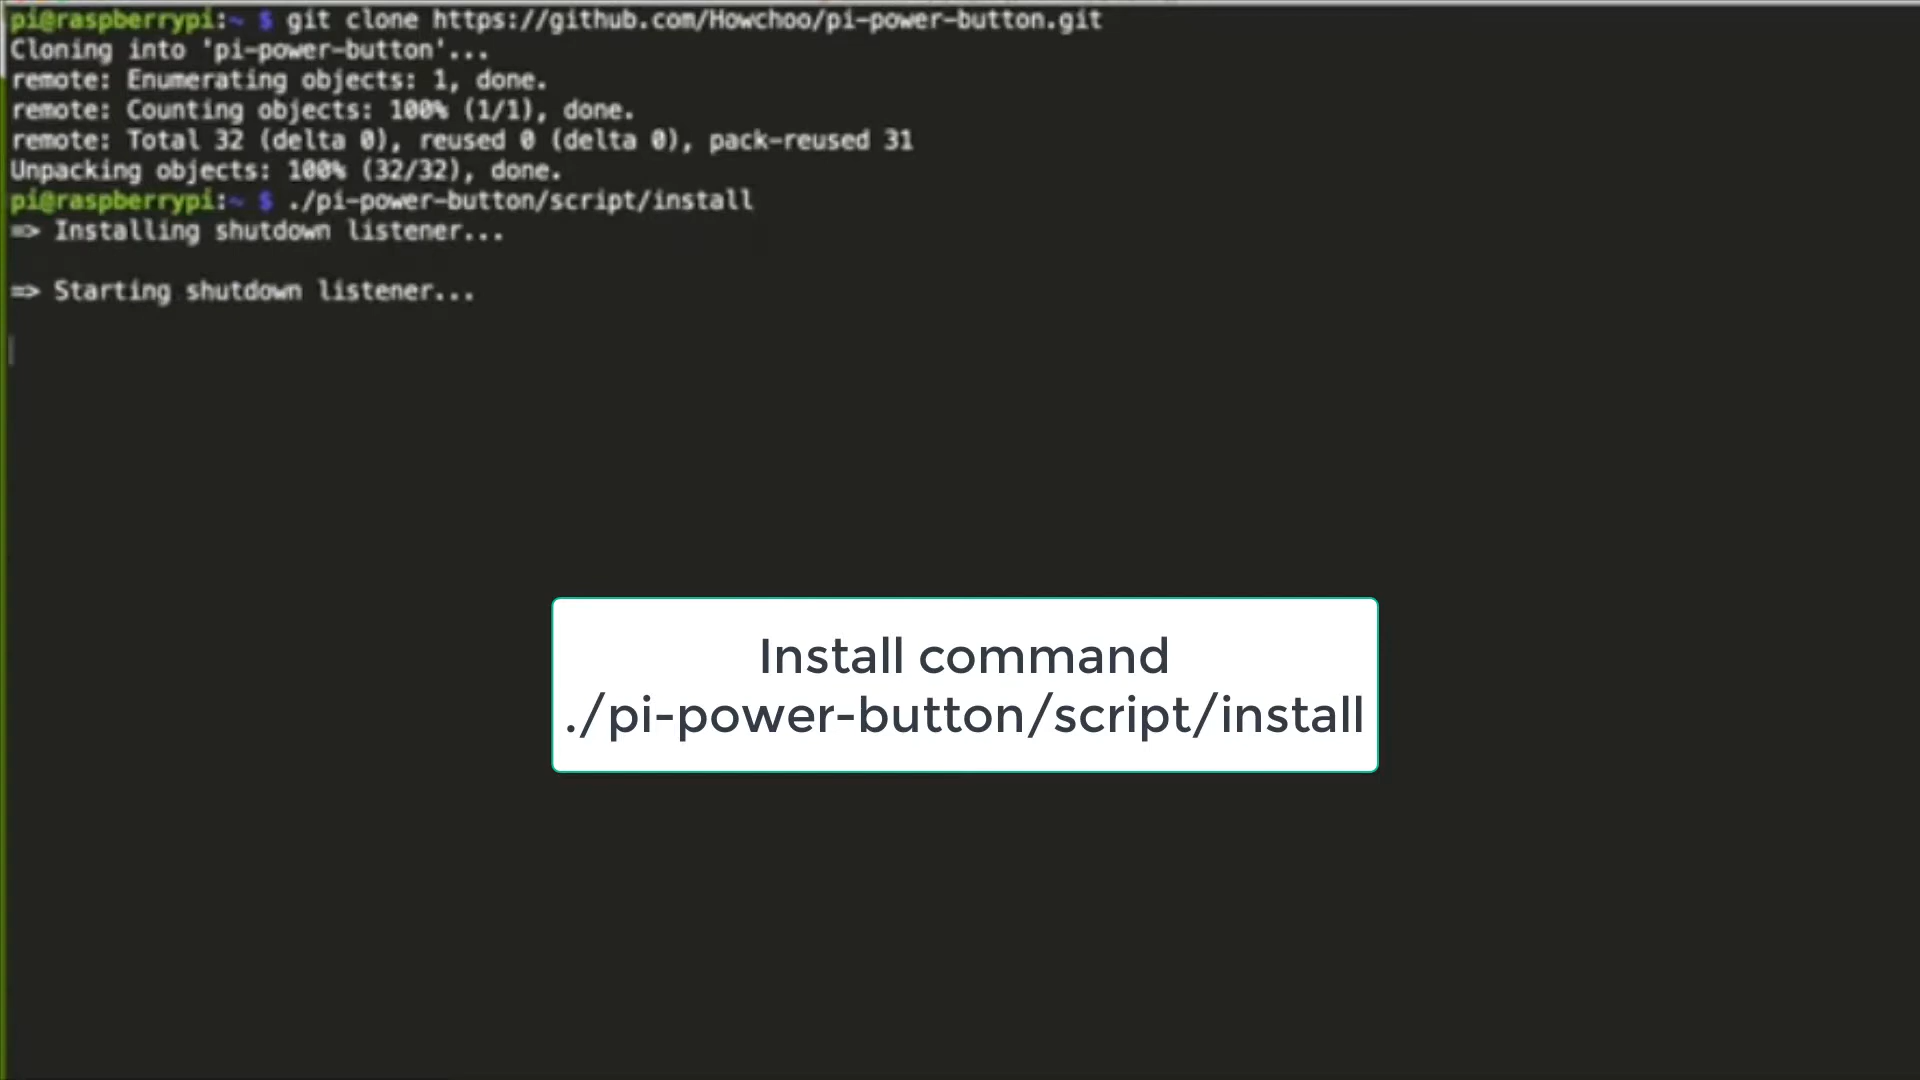 pi@raspberrypi:~ $ git clone https://github.com/Howchoo/pi-power-button.git
Cloning into 'pi-power-button'...
remote: Enumerating objects: 1, done.
remote: Counting objects: 100% (1/1), done.
remote: Total 32 (delta 0), reused 0 (delta 0), pack-reused 31
Unpacking objects: 100% (32/32), done.
pi@raspberrypi:~ $ ./pi-power-button/script/install
=> Installing shutdown listener...
=> Starting shutdown listener...
Install command
./pi-power-button/script/install